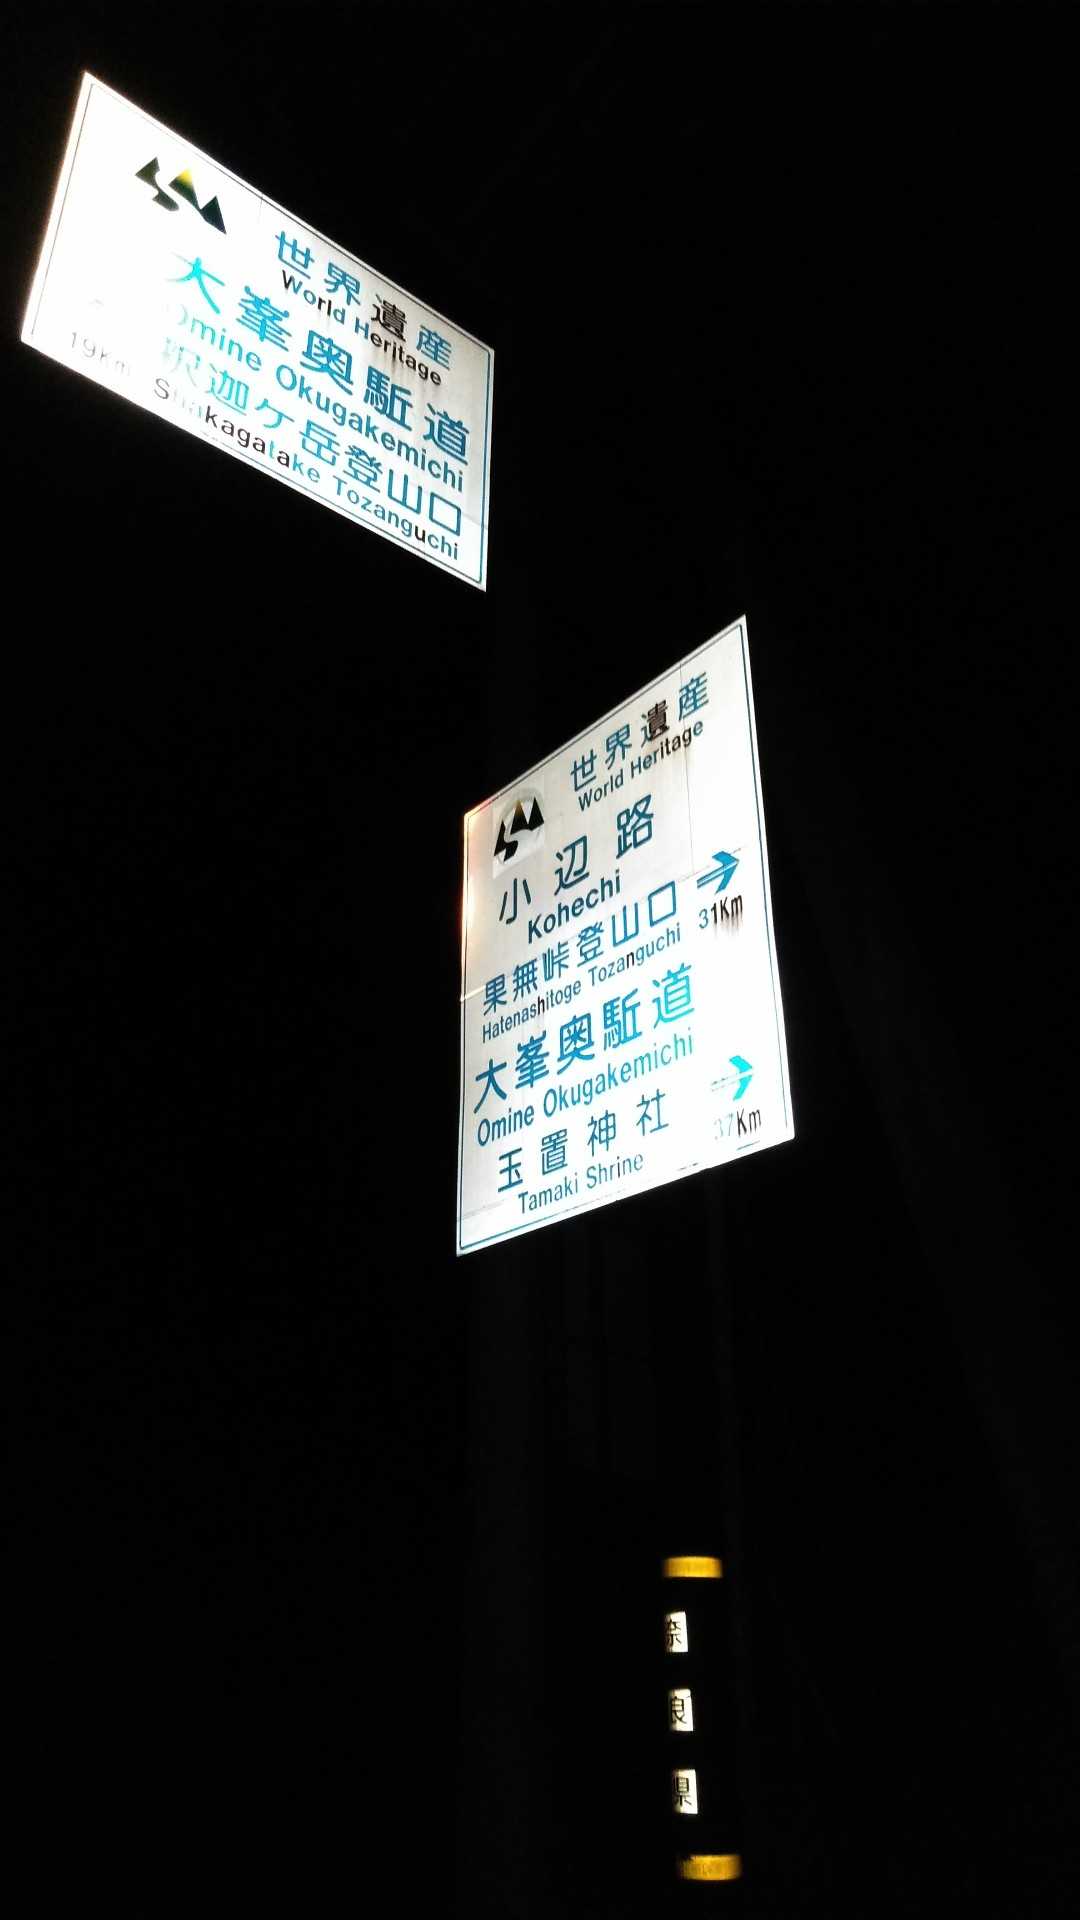 世界遺産
World Heritage
大峯奥駈道
Omine Okugakemichi
釈迦ケ岳登山口
19Km Shakagatake Tozanguchi
世界遺産
World Heritage
小辺路
Kohechi
果無峠登山口
Hatenashitoge Tozanguchi
31Km
大峯奥駈道
Omine Okugakemichi
玉置神社
Tamaki Shrine
37Km
奈
良
県